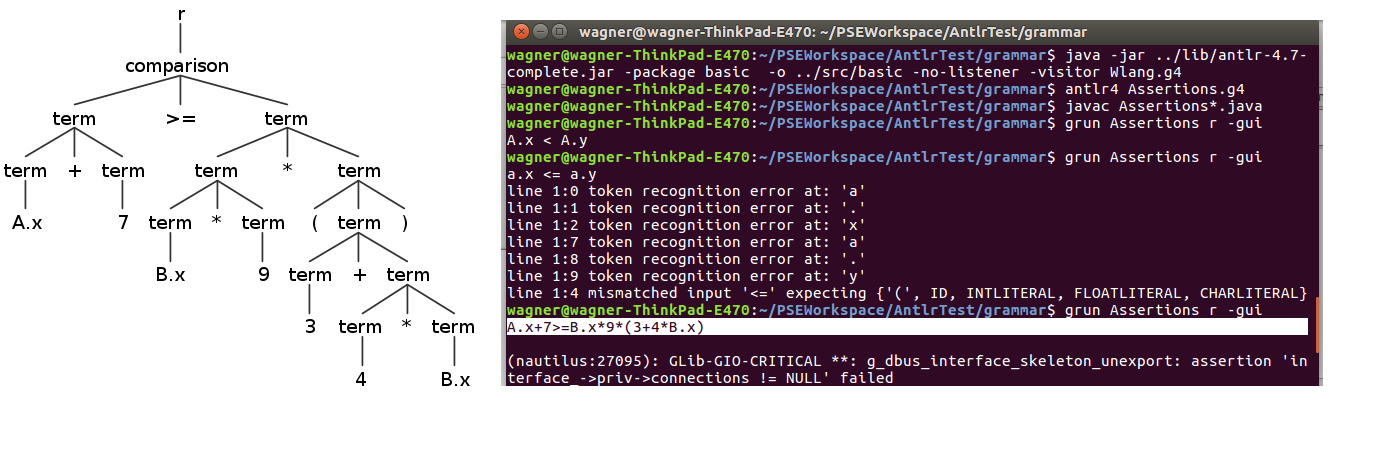 r
comparison
term >= term
term + term term * term
A.x 7 term * term ( term )
B.x 9 term + term
3 term * term
4 B.x
wagner@wagner-ThinkPad-E470: ~/PSEWorkspace/AntlrTest/grammar
wagner@wagner-ThinkPad-E470:~/PSEWorkspace/AntlrTest/grammar$ java -jar ../lib/antlr-4.7-
complete.jar -package basic  -o ../src/basic -no-listener -visitor Wlang.g4
wagner@wagner-ThinkPad-E470:~/PSEWorkspace/AntlrTest/grammar$ antlr4 Assertions.g4
wagner@wagner-ThinkPad-E470:~/PSEWorkspace/AntlrTest/grammar$ javac Assertions*.java
wagner@wagner-ThinkPad-E470:~/PSEWorkspace/AntlrTest/grammar$ grun Assertions r -gui
A.x < A.y
wagner@wagner-ThinkPad-E470:~/PSEWorkspace/AntlrTest/grammar$ grun Assertions r -gui
a.x <= a.y
line 1:0 token recognition error at: 'a'
line 1:1 token recognition error at: '.'
line 1:2 token recognition error at: 'x'
line 1:7 token recognition error at: 'a'
line 1:8 token recognition error at: '.'
line 1:9 token recognition error at: 'y'
line 1:4 mismatched input '<=' expecting {'(', ID, INTLITERAL, FLOATLITERAL, CHARLITERAL}
wagner@wagner-ThinkPad-E470:~/PSEWorkspace/AntlrTest/grammar$ grun Assertions r -gui
A.x+7>=B.x*9*(3+4*B.x)
(nautilus:27095): GLib-GIO-CRITICAL **: g_dbus_interface_skeleton_unexport: assertion 'in
terface_->priv->connections != NULL' failed